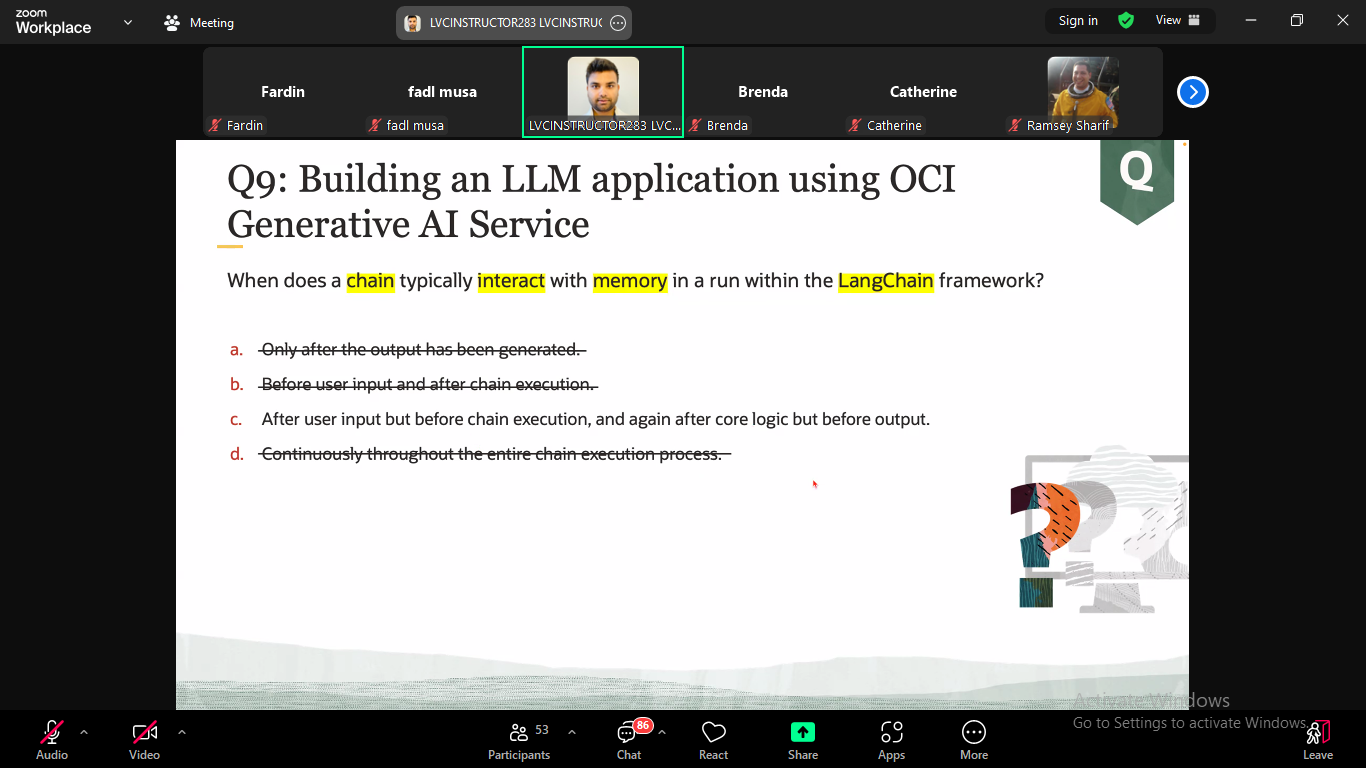 zoom
Workplace
Meeting
LVCINSTRUCTOR283 LVCINSTRUC
Sign in
View
Fardin
fadl musa
Brenda
Catherine
Fardin
fadl musa
LVCINSTRUCTOR283 LVC...
Brenda
Catherine
Ramsey Sharif
Q9: Building an LLM application using OCI
Generative AI Service
Q
When does a chain typically interact with memory in a run within the LangChain framework?
a. Only after the output has been generated.
b. Before user input and after chain execution.
c. After user input but before chain execution, and again after core logic but before output.
d. Continuously throughout the entire chain execution process.
Activate Windows
Go to Settings to activate Windows.
53
86
Audio
Video
Participants
Chat
React
Share
Apps
More
Leave